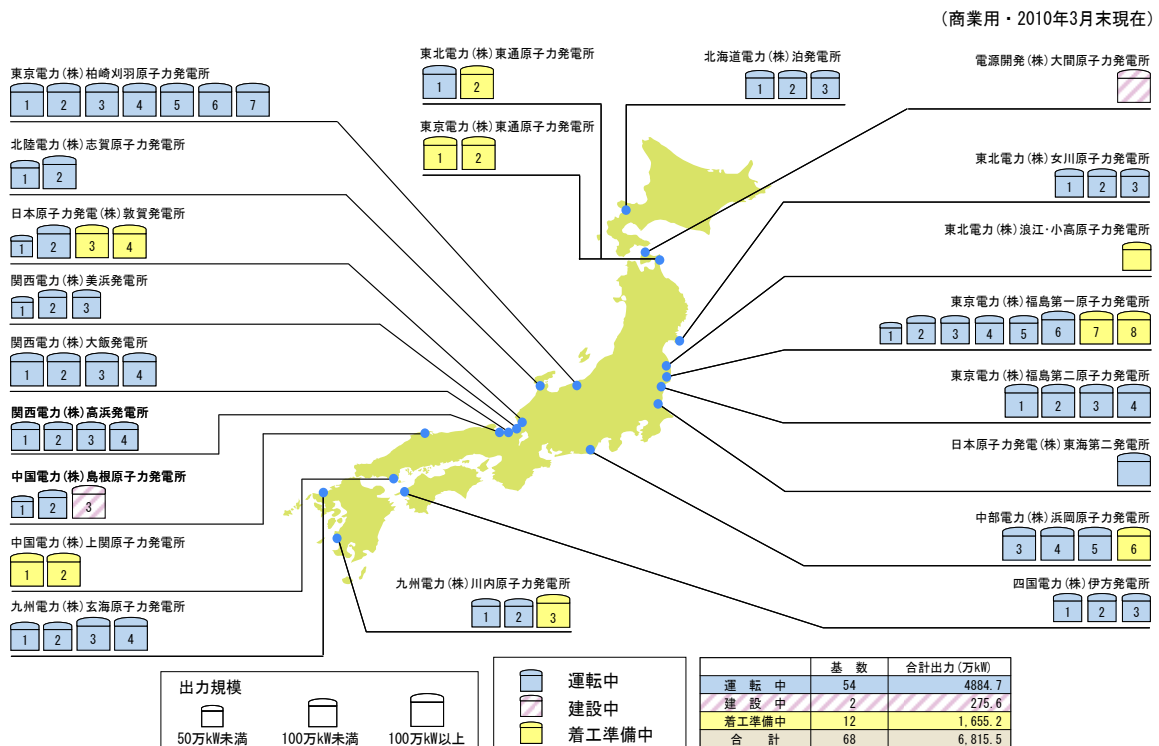 (商業用・2010年3月末現在)
東京電力(株)柏崎刈羽原子力発電所
1 2 3 4 5 6 7
北陸電力(株)志賀原子力発電所
1 2
日本原子力発電(株)敦賀発電所
1 2 3 4
関西電力(株)美浜発電所
1 2 3
関西電力(株)大飯発電所
1 2 3 4
関西電力(株)高浜発電所
1 2 3 4
中国電力(株)島根原子力発電所
1 2 3
中国電力(株)上関原子力発電所
1 2
九州電力(株)玄海原子力発電所
1 2 3 4
東北電力(株)東通原子力発電所
1 2
東京電力(株)東通原子力発電所
1 2
北海道電力(株)泊発電所
1 2 3
電源開発(株)大間原子力発電所
東北電力(株)女川原子力発電所
1 2 3
東北電力(株)浪江・小高原子力発電所
東京電力(株)福島第一原子力発電所
1 2 3 4 5 6 7 8
東京電力(株)福島第二原子力発電所
1 2 3 4
日本原子力発電(株)東海第二発電所
中部電力(株)浜岡原子力発電所
3 4 5 6
四国電力(株)伊方発電所
1 2 3
九州電力(株)川内原子力発電所
1 2 3
出力規模
50万kW未満 100万kW未満 100万kW以上
運転中
建設中
着工準備中
基 数 合計出力(万kW)
運 転 中 54 4884.7
建 設 中 2 275.6
着工準備中 12 1,655.2
合 計 68 6,815.5